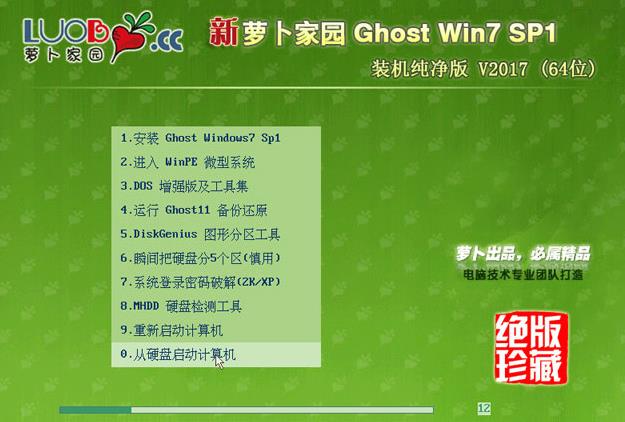 LUOB.cc
萝卜家园
新萝卜家园 Ghost Win7 SP1
装机纯净版 V2017 (64位)
1.安装 Ghost Windows7 Sp1
2.进入 WinPE 微型系统
3.DOS 增强版及工具集
4.运行 Ghost11 备份还原
5.DiskGenius 图形分区工具
6.瞬间把硬盘分5个区(慎用)
7.系统登录密码破解(2K/XP)
8.MHDD 硬盘检测工具
9.重新启动计算机
0.从硬盘启动计算机
萝卜出品，必属精品
电脑技术专业团队打造
绝版
珍藏
12